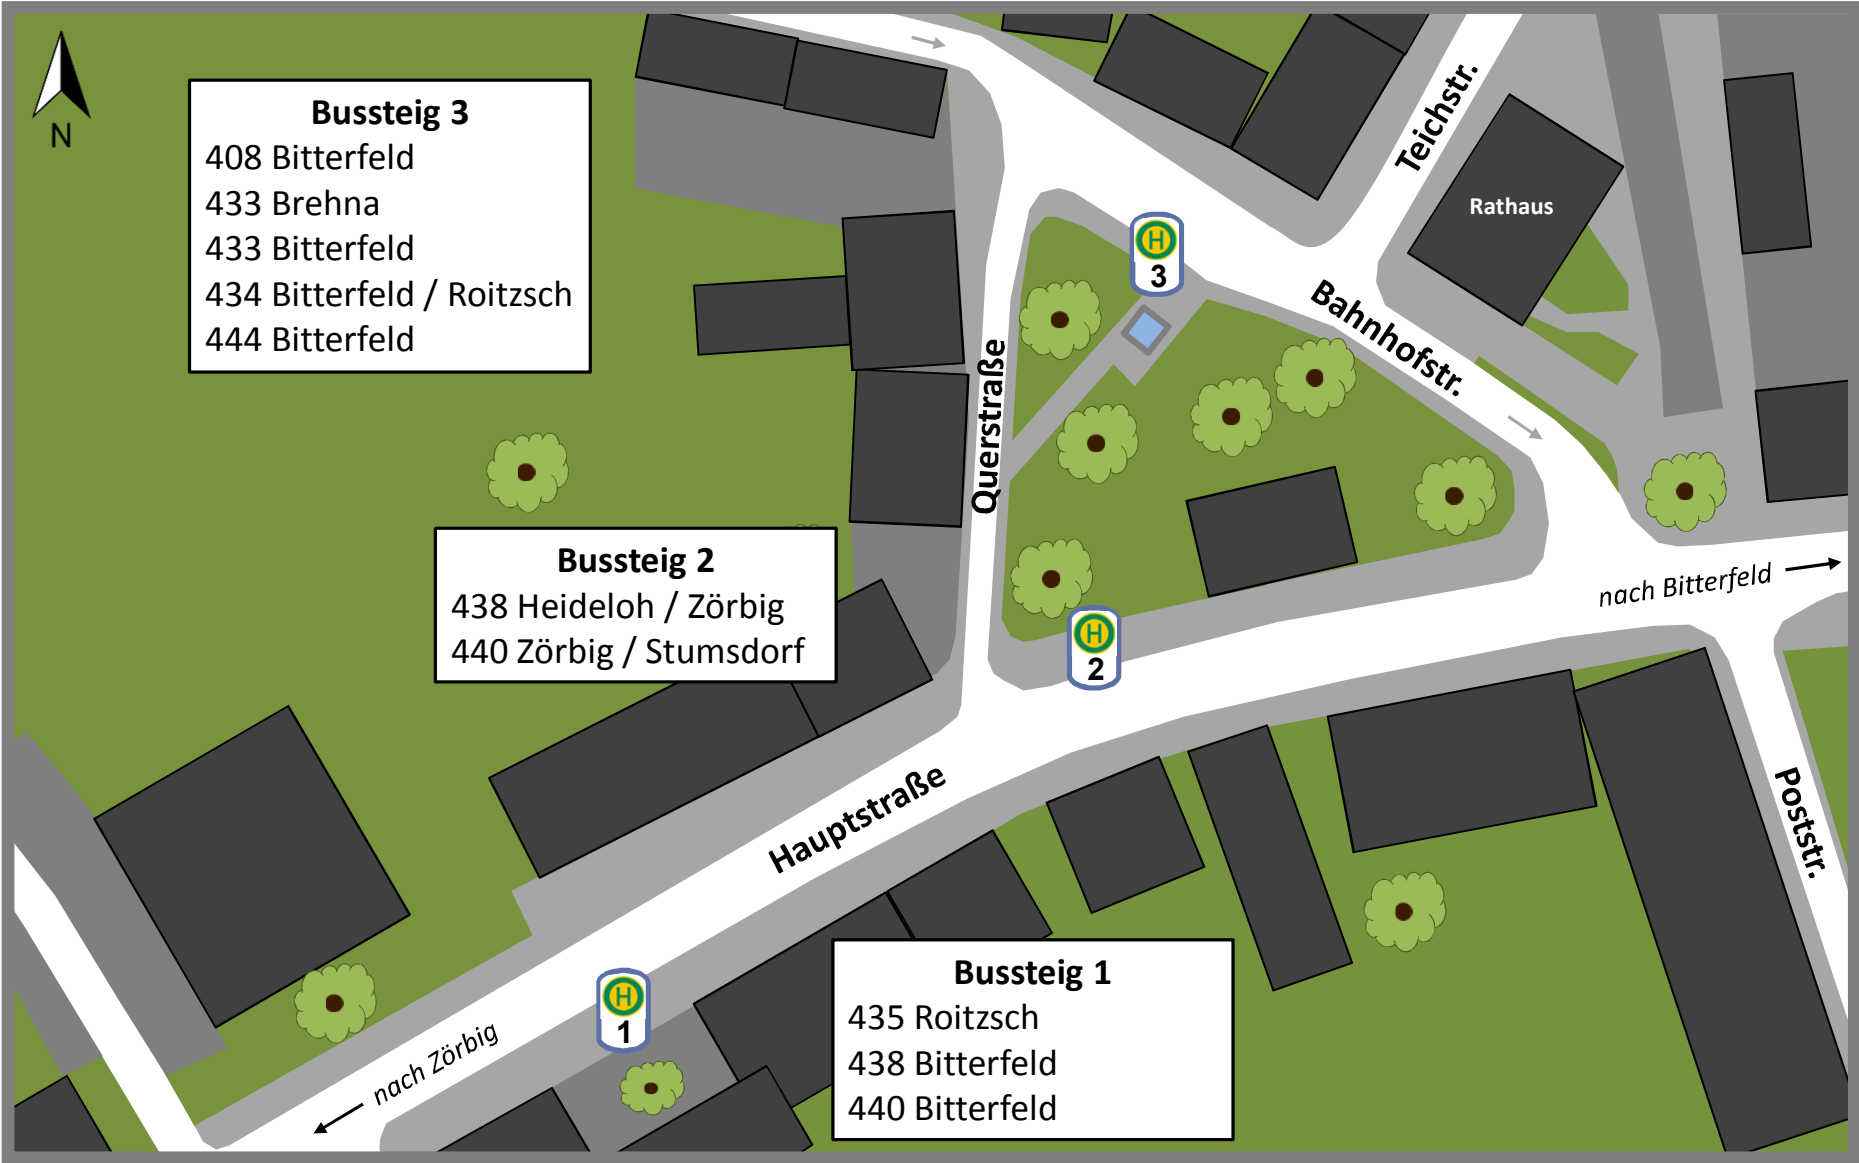 N
Bussteig 3
408 Bitterfeld
433 Brehna
433 Bitterfeld
434 Bitterfeld / Roitzsch
444 Bitterfeld
Teichstr.
Rathaus
H
3
Bahnhofstr.
Querstraße
Bussteig 2
438 Heideloh / Zörbig
440 Zörbig / Stumsdorf
H
2
nach Bitterfeld
Hauptstraße
Poststr.
H
1
nach Zörbig
Bussteig 1
435 Roitzsch
438 Bitterfeld
440 Bitterfeld